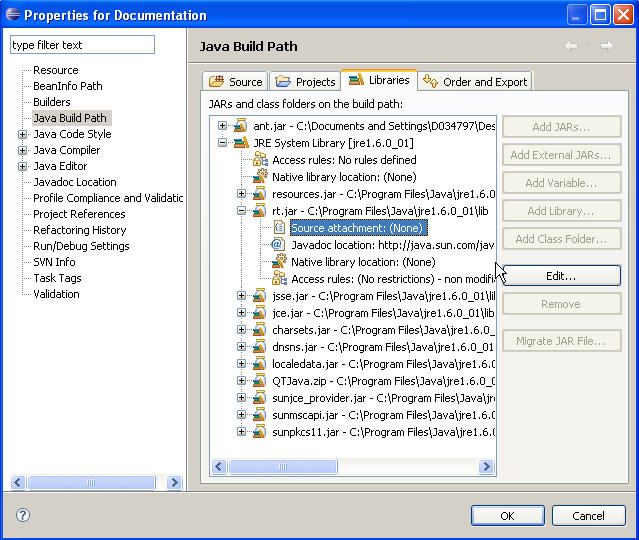 Properties for Documentation
type filter text
Java Build Path
Resource
BeanInfo Path
Builders
Java Build Path
Java Code Style
Java Compiler
Java Editor
Javadoc Location
Profile Compliance and Validatic
Project References
Refactoring History
Run/Debug Settings
SVN Info
Task Tags
Validation
Source Projects Libraries Order and Export
JARs and class folders on the build path:
ant.jar - C:\Documents and Settings\D034797\Des
JRE System Library [jre1.6.0_01]
Access rules: No rules defined
Native library location: (None)
resources.jar - C:\Program Files\Java\jre1.6.0
rt.jar - C:\Program Files\Java\jre1.6.0_01\lib
Source attachment: (None)
Javadoc location: http://java.sun.com/jav
Native library location: (None)
Access rules: (No restrictions) - non modifia
jsse.jar - C:\Program Files\Java\jre1.6.0_01\lib
jce.jar - C:\Program Files\Java\jre1.6.0_01\lib
charsets.jar - C:\Program Files\Java\jre1.6.0_
dnsns.jar - C:\Program Files\Java\jre1.6.0_01
localedata.jar - C:\Program Files\Java\jre1.6.0
QTJava.zip - C:\Program Files\Java\jre1.6.0_0
sunjce_provider.jar - C:\Program Files\Java\jre
sunmscapi.jar - C:\Program Files\Java\jre1.6.0
sunpkcs11.jar - C:\Program Files\Java\jre1.6.0
Add JARs...
Add External JARs...
Add Variable...
Add Library...
Add Class Folder...
Edit...
Remove
Migrate JAR File...
?
OK
Cancel